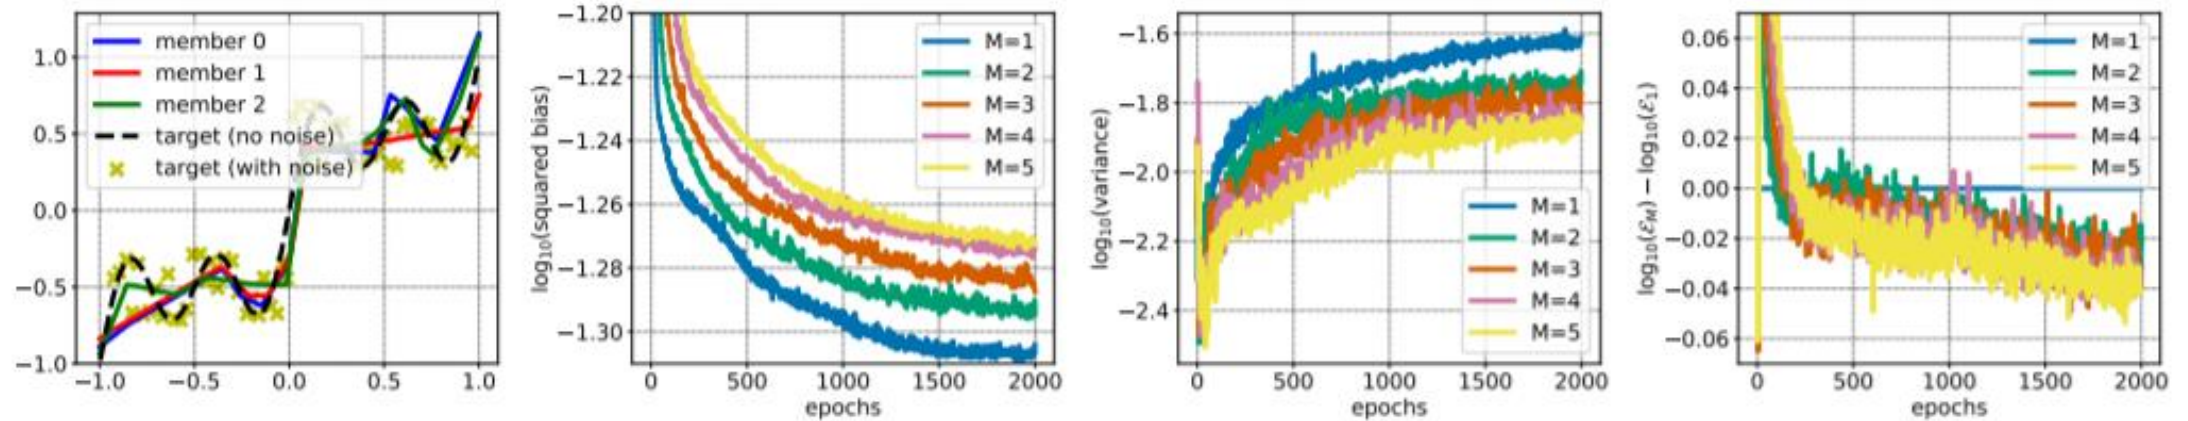 member 0
member 1
member 2
target (no noise)
target (with noise)
1.0
0.5
0.0
−0.5
−1.0
−1.0 −0.5 0.0 0.5 1.0
log₁₀(squared bias)
−1.20
−1.22
−1.24
−1.26
−1.28
−1.30
M=1
M=2
M=3
M=4
M=5
0 500 1000 1500 2000
epochs
log₁₀(variance)
−1.6
−1.8
−2.0
−2.2
−2.4
M=1
M=2
M=3
M=4
M=5
0 500 1000 1500 2000
epochs
log₁₀(ℰ_M) − log₁₀(ℰ₁)
0.06
0.04
0.02
0.00
−0.02
−0.04
−0.06
M=1
M=2
M=3
M=4
M=5
0 500 1000 1500 2000
epochs